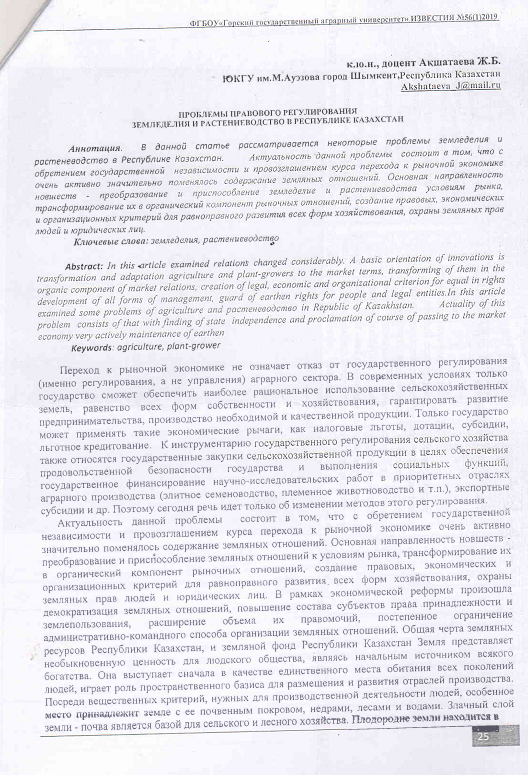 ФГБОУ«Горский государственный аграрный университет» ИЗВЕСТИЯ №56(1)2019
к.ю.н., доцент Акшатаева Ж.Б.
ЮКГУ им.М.Ауэзова город Шымкент,Республика Казахстан
Akshataeva_J@mail.ru
ПРОБЛЕМЫ ПРАВОВОГО РЕГУЛИРОВАНИЯ
ЗЕМЛЕДЕЛИЯ И РАСТЕНИЕВОДСТВО В РЕСПУБЛИКЕ КАЗАХСТАН
Аннотация. В данной статье рассматривается некоторые проблемы земледелия и
растеневодство в Республике Казахстан. Актуальность данной проблемы состоит в том, что с
обретением государственной независимости и провозглашением курса перехода к рыночной экономике
очень активно значительно поменялось содержание земляных отношений. Основная направленность
новшеств - преобразование и приспособление земледелие и растениеводства условиям рынка,
трансформирование их в органический компонент рыночных отношений, создание правовых, экономических
и организационных критерий для равноправного развития всех форм хозяйствования, охраны земляных прав
людей и юридических лиц.
Ключевые слова: земледелия, растениеводство
Abstract: In this article examined relations changed considerably. A basic orientation of innovations is
transformation and adaptation agriculture and plant-growers to the market terms, transforming of them in the
organic component of market relations, creation of legal, economic and organizational criterion for equal in rights
development of all forms of management, guard of earthen rights for people and legal entities.In this article
examined some problems of agriculture and растеневодство in Republic of Kazakhstan. Actuality of this
problem consists of that with finding of state independence and proclamation of course of passing to the market
economy very actively maintenance of earthen
Keywords: agriculture, plant-grower
Переход к рыночной экономике не означает отказ от государственного регулирования
(именно регулирования, а не управления) аграрного сектора. В современных условиях только
государство сможет обеспечить наиболее рациональное использование сельскохозяйственных
земель, равенство всех форм собственности и хозяйствования, гарантировать развитие
предпринимательства, производство необходимой и качественной продукции. Только государство
может применять такие экономические рычаги, как налоговые льготы, дотации, субсидии,
льготное кредитование. К инструментарию государственного регулирования сельского хозяйства
также относятся государственные закупки сельскохозяйственной продукции в целях обеспечения
продовольственной безопасности государства и выполнения социальных функций,
государственное финансирование научно-исследовательских работ в приоритетных отраслях
аграрного производства (элитное семеноводство, племенное животноводство и т.п.), экспортные
субсидии и др. Поэтому сегодня речь идет только об изменении методов этого регулирования.
Актуальность данной проблемы состоит в том, что с обретением государственной
независимости и провозглашением курса перехода к рыночной экономике очень активно
значительно поменялось содержание земляных отношений. Основная направленность новшеств -
преобразование и приспособление земляных отношений к условиям рынка, трансформирование их
в органический компонент рыночных отношений, создание правовых, экономических и
организационных критерий для равноправного развития всех форм хозяйствования, охраны
земляных прав людей и юридических лиц. В рамках экономической реформы произошла
демократизация земляных отношений, повышение состава субъектов права принадлежности и
землепользования, расширение объема их правомочий, постепенное ограничение
административно-командного способа организации земляных отношений. Общая черта земляных
ресурсов Республики Казахстан, и земляной фонд Республики Казахстан Земля представляет
необыкновенную ценность для людского общества, являясь начальным источником всякого
богатства. Она выступает сначала в качестве единственного места обитания всех поколений
людей, играет роль пространственного базиса для размещения и развития отраслей производства.
Посреди вещественных критерий, нужных для производственной деятельности людей, особенное
место принадлежит земле с ее почвенным покровом, недрами, лесами и водами. Злачный слой
земли - почва является базой для сельского и лесного хозяйства. Плодородие земли находится в
25